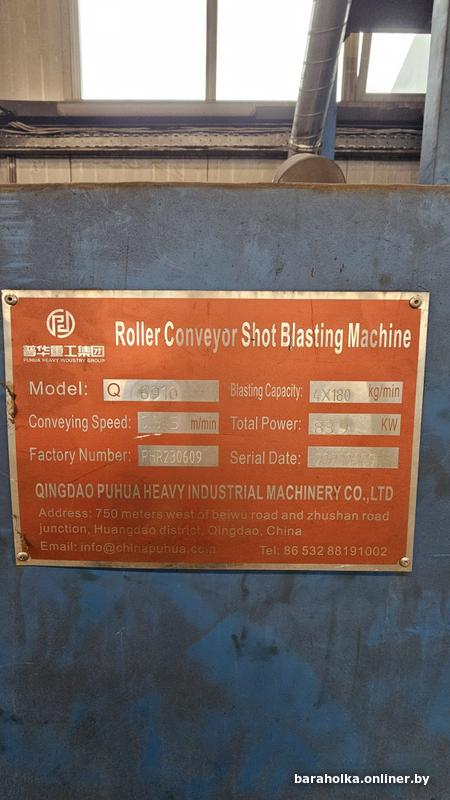 普华重工集团
PUHUA HEAVY INDUSTRY GROUP
Roller Conveyor Shot Blasting Machine
Model: Q 6910
Blasting Capacity: 4X180 kg/min
Conveying Speed: m/min
Total Power: KW
Factory Number: PHR230609
Serial Date:
QINGDAO PUHUA HEAVY INDUSTRIAL MACHINERY CO., LTD
Address: 750 meters west of beiwu road and zhushan road
junction, Huangdao district, Qingdao, China
Email: info@chinapuhua.com
Tel: 86 532 88191002
baraholka.onliner.by